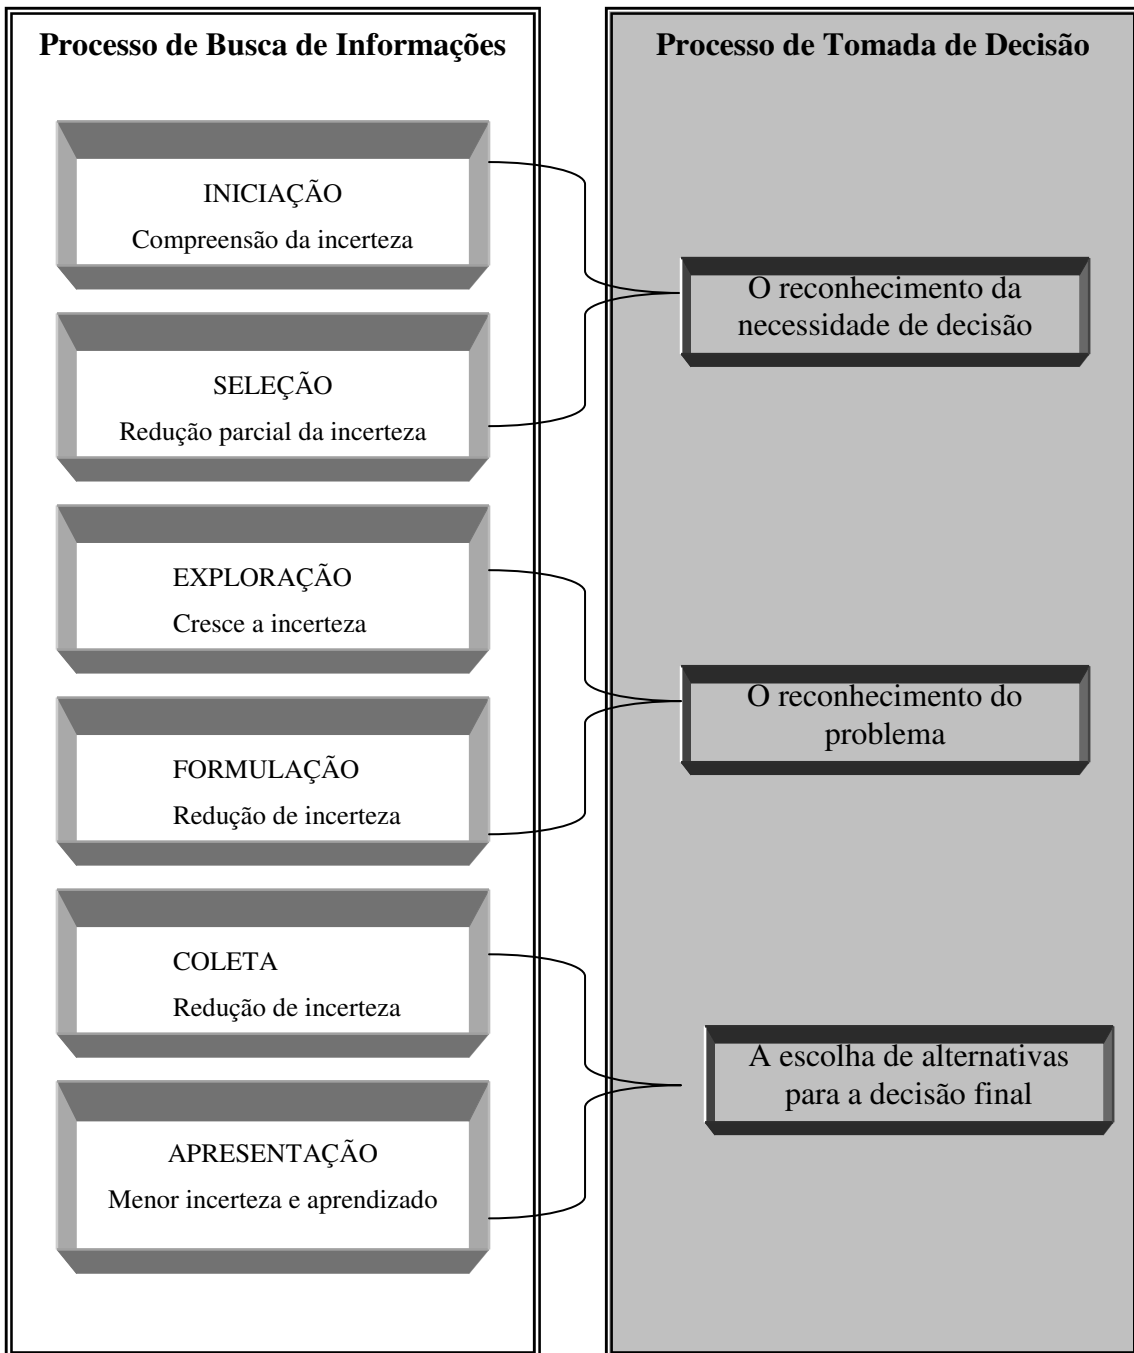 Processo de Busca de Informações
INICIAÇÃO
Compreensão da incerteza
SELEÇÃO
Redução parcial da incerteza
EXPLORAÇÃO
Cresce a incerteza
FORMULAÇÃO
Redução de incerteza
COLETA
Redução de incerteza
APRESENTAÇÃO
Menor incerteza e aprendizado
Processo de Tomada de Decisão
O reconhecimento da
necessidade de decisão
O reconhecimento do
problema
A escolha de alternativas
para a decisão final